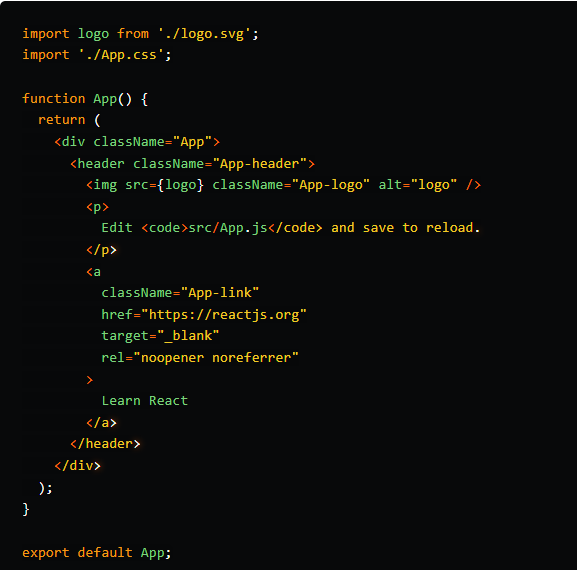 import logo from './logo.svg';
import './App.css';

function App() {
  return (
    <div className="App">
      <header className="App-header">
        <img src={logo} className="App-logo" alt="logo" />
        <p>
          Edit <code>src/App.js</code> and save to reload.
        </p>
        <a
          className="App-link"
          href="https://reactjs.org"
          target="_blank"
          rel="noopener noreferrer"
        >
          Learn React
        </a>
      </header>
    </div>
  );
}

export default App;